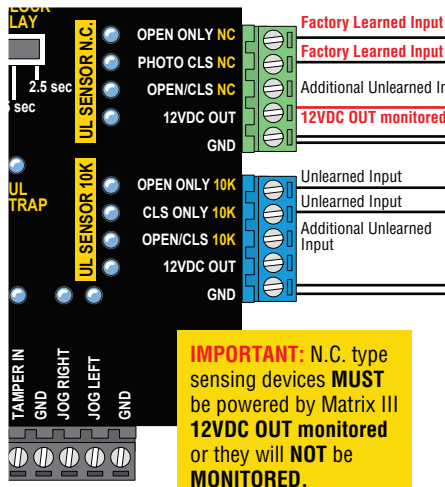 LAY
2.5 sec
sec
UL SENSOR N.C.
OPEN ONLY NC
PHOTO CLS NC
OPEN/CLS NC
12VDC OUT
GND
Factory Learned Input
Factory Learned Input
Additional Unlearned In
12VDC OUT monitored
UL
TRAP
UL SENSOR 10K
OPEN ONLY 10K
CLS ONLY 10K
OPEN/CLS 10K
12VDC OUT
GND
Unlearned Input
Unlearned Input
Additional Unlearned
Input
TAMPER IN
GND
JOG RIGHT
JOG LEFT
GND
IMPORTANT: N.C. type
sensing devices MUST
be powered by Matrix III
12VDC OUT monitored
or they will NOT be
MONITORED.